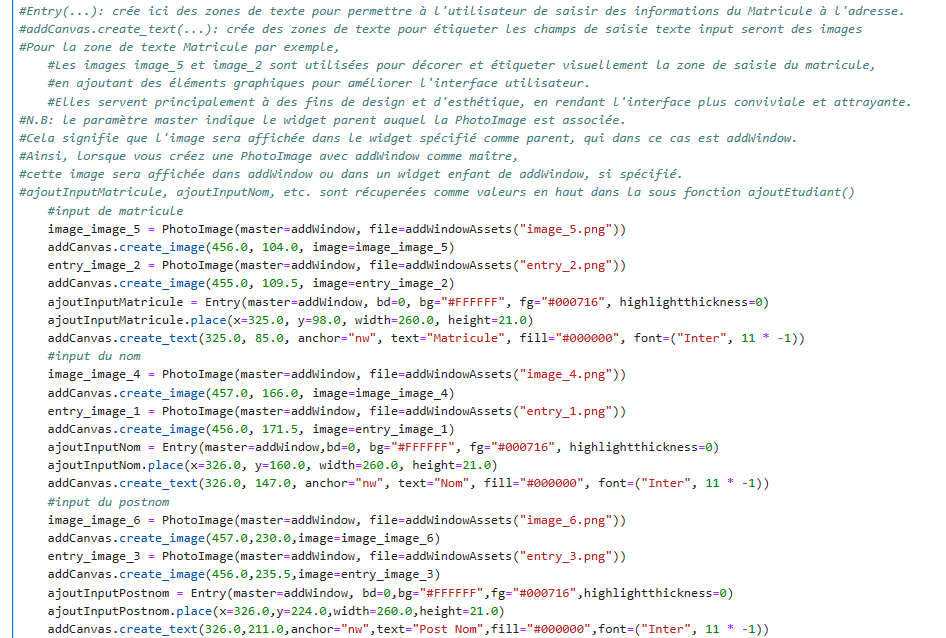 #Entry(...): crée ici des zones de texte pour permettre à l'utilisateur de saisir des informations du Matricule à l'adresse.
#addCanvas.create_text(...): crée des zones de texte pour étiqueter les champs de saisie texte input seront des images
#Pour la zone de texte Matricule par exemple,
#Les images image_5 et image_2 sont utilisées pour décorer et étiqueter visuellement la zone de saisie du matricule,
#en ajoutant des éléments graphiques pour améliorer l'interface utilisateur.
#Elles servent principalement à des fins de design et d'esthétique, en rendant l'interface plus conviviale et attrayante.
#N.B: le paramètre master indique le widget parent auquel la PhotoImage est associée.
#Cela signifie que l'image sera affichée dans le widget spécifié comme parent, qui dans ce cas est addWindow.
#Ainsi, lorsque vous créez une PhotoImage avec addWindow comme maître,
#cette image sera affichée dans addWindow ou dans un widget enfant de addWindow, si spécifié.
#ajoutInputMatricule, ajoutInputNom, etc. sont récuperées comme valeurs en haut dans la sous fonction ajoutEtudiant()
#input de matricule
image_image_5 = PhotoImage(master=addWindow, file=addWindowAssets("image_5.png"))
addCanvas.create_image(456.0, 104.0, image=image_image_5)
entry_image_2 = PhotoImage(master=addWindow, file=addWindowAssets("entry_2.png"))
addCanvas.create_image(455.0, 109.5, image=entry_image_2)
ajoutInputMatricule = Entry(master=addWindow, bd=0, bg="#FFFFFF", fg="#000716", highlightthickness=0)
ajoutInputMatricule.place(x=325.0, y=98.0, width=260.0, height=21.0)
addCanvas.create_text(325.0, 85.0, anchor="nw", text="Matricule", fill="#000000", font=("Inter", 11 * -1))
#input du nom
image_image_4 = PhotoImage(master=addWindow, file=addWindowAssets("image_4.png"))
addCanvas.create_image(457.0, 166.0, image=image_image_4)
entry_image_1 = PhotoImage(master=addWindow, file=addWindowAssets("entry_1.png"))
addCanvas.create_image(456.0, 171.5, image=entry_image_1)
ajoutInputNom = Entry(master=addWindow,bd=0, bg="#FFFFFF", fg="#000716", highlightthickness=0)
ajoutInputNom.place(x=326.0, y=160.0, width=260.0, height=21.0)
addCanvas.create_text(326.0, 147.0, anchor="nw", text="Nom", fill="#000000", font=("Inter", 11 * -1))
#input du postnom
image_image_6 = PhotoImage(master=addWindow, file=addWindowAssets("image_6.png"))
addCanvas.create_image(457.0,230.0,image=image_image_6)
entry_image_3 = PhotoImage(master=addWindow, file=addWindowAssets("entry_3.png"))
addCanvas.create_image(456.0,235.5,image=entry_image_3)
ajoutInputPostnom = Entry(master=addWindow, bd=0,bg="#FFFFFF",fg="#000716",highlightthickness=0)
ajoutInputPostnom.place(x=326.0,y=224.0,width=260.0,height=21.0)
addCanvas.create_text(326.0,211.0,anchor="nw",text="Post Nom",fill="#000000",font=("Inter", 11 * -1))